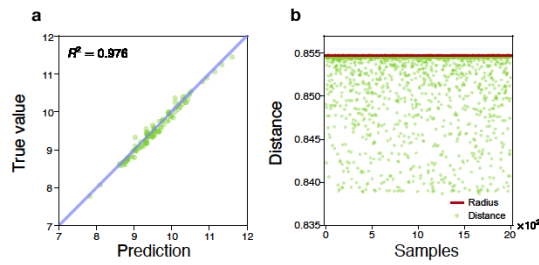 a
R² = 0.976
True value
12
11
10
9
8
7
7 8 9 10 11 12
Prediction
b
Distance
0.855
0.850
0.845
0.840
0.835
Radius
Distance
0 5 10 15 20
×10²
Samples